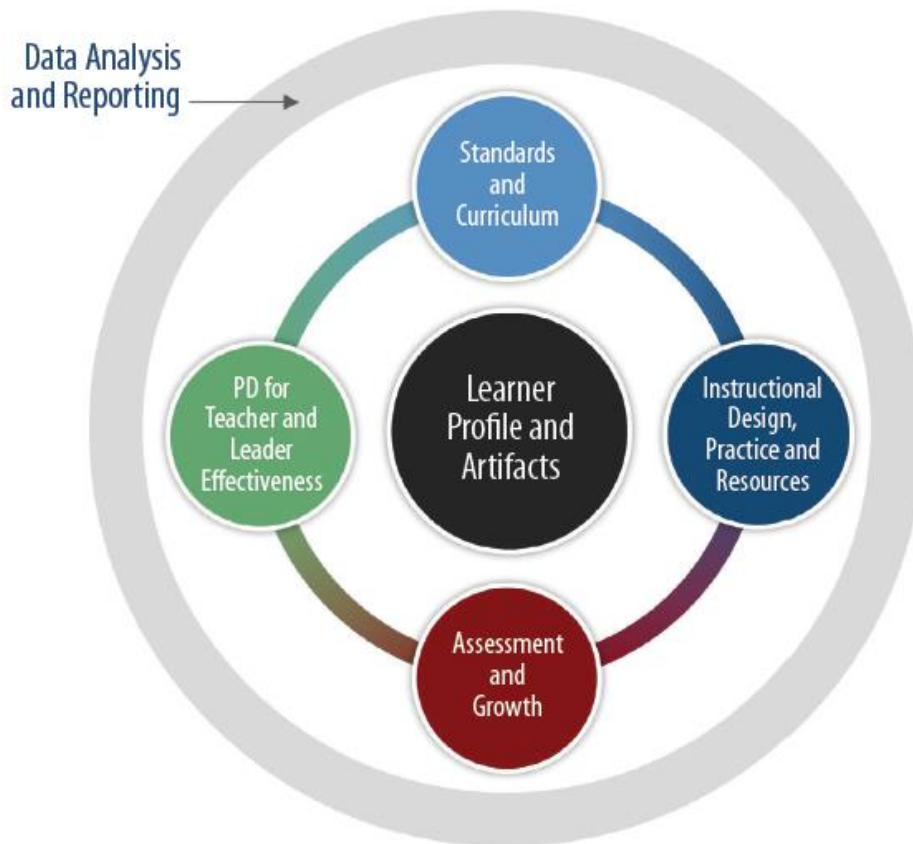 Data Analysis
and Reporting
Standards
and
Curriculum
PD for
Teacher and
Leader
Effectiveness
Learner
Profile and
Artifacts
Instructional
Design,
Practice and
Resources
Assessment
and
Growth